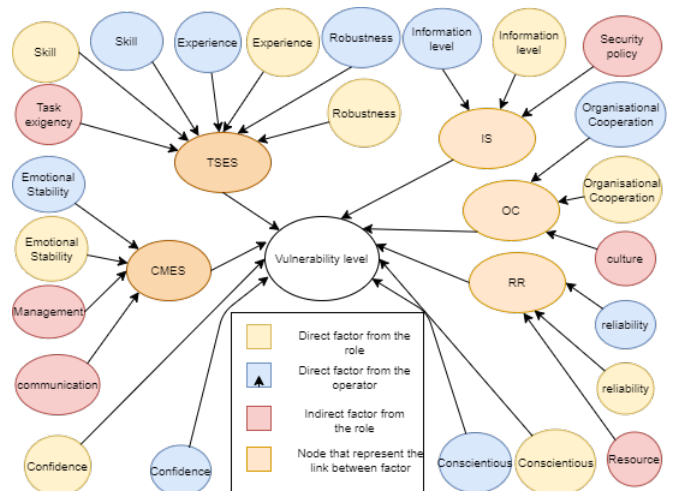 Skill
Skill
Experience
Experience
Robustness
Information
level
Information
level
Security
policy
Task
exigency
Robustness
Organisational
Cooperation
TSES
IS
Emotional
Stability
Organisational
Cooperation
OC
Emotional
Stability
CMES
Vulnerability level
culture
RR
Management
reliability
Direct factor from the
role
Direct factor from the
operator
communication
reliability
Indirect factor from
the role
Node that represent the
link between factor
Confidence
Confidence
Conscientious
Conscientious
Resource